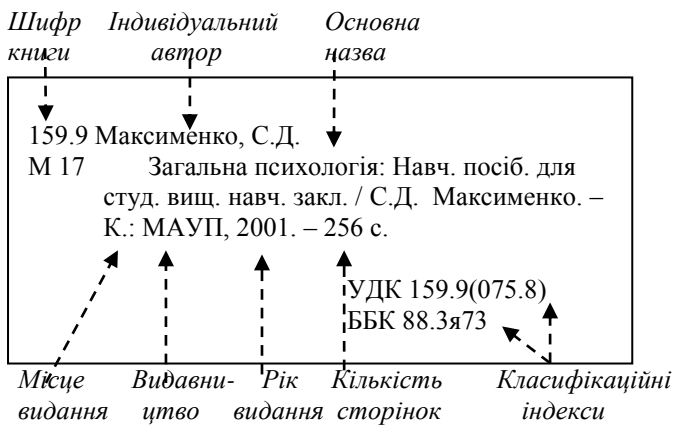 Шифр Індивідуальний Основна
книги автор назва
159.9 Максименко, С.Д.
М 17 Загальна психологія: Навч. посіб. для
студ. вищ. навч. закл. / С.Д. Максименко. –
К.: МАУП, 2001. – 256 с.
УДК 159.9(075.8)
ББК 88.3я73
Місце Видавни- Рік Кількість Класифікаційні
видання цтво видання сторінок індекси